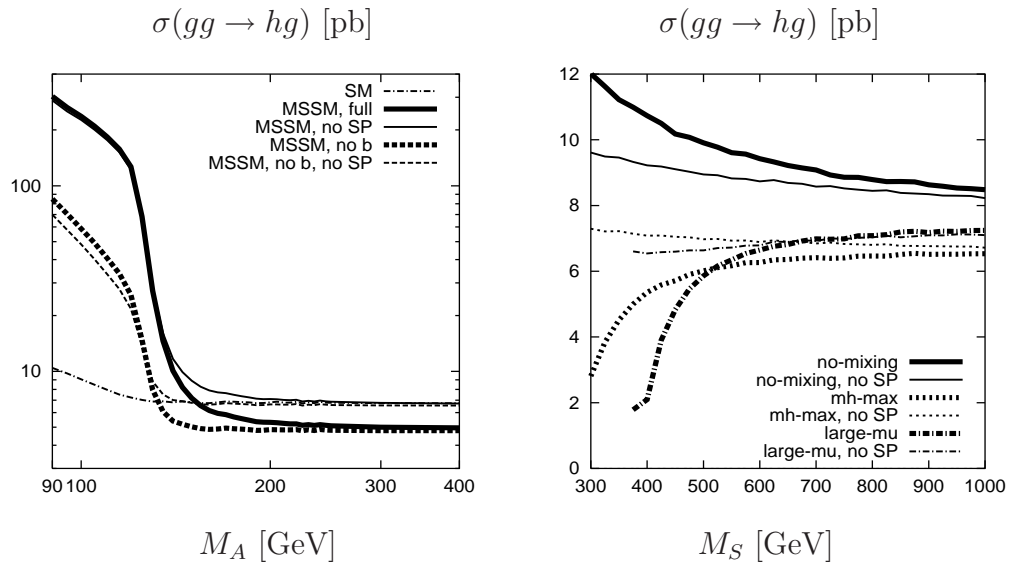 σ(gg → hg) [pb]
SM
MSSM, full
MSSM, no SP
MSSM, no b
MSSM, no b, no SP
100
10
90 100 200 300 400
M_A [GeV]
σ(gg → hg) [pb]
12
10
8
6
4
2
0
no-mixing
no-mixing, no SP
mh-max
mh-max, no SP
large-mu
large-mu, no SP
300 400 500 600 700 800 900 1000
M_S [GeV]